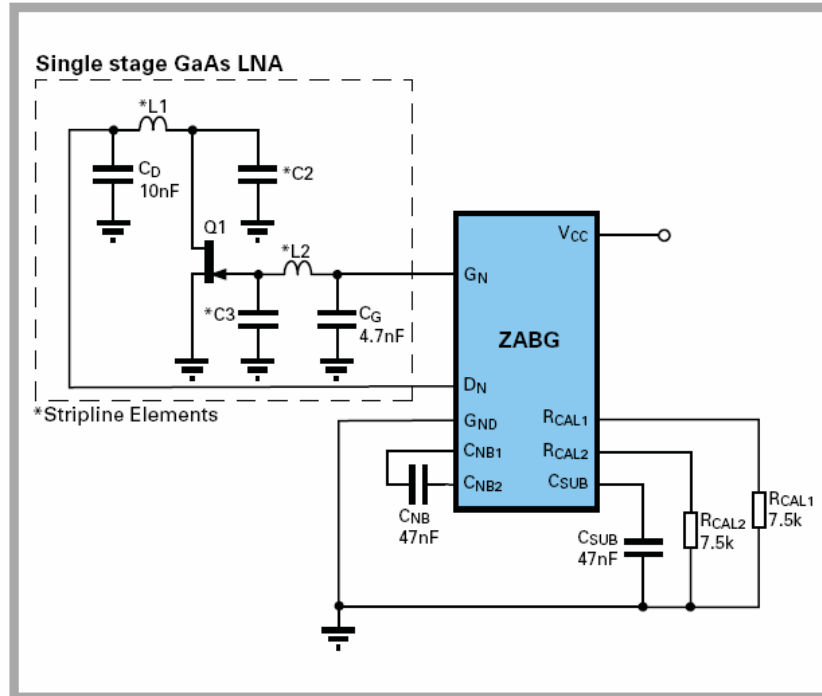 Single stage GaAs LNA
*L1
CD
10nF
*C2
Q1
*L2
*C3
CG
4.7nF
*Stripline Elements
VCC
GN
ZABG
DN
GND
RCAL1
CNB1
RCAL2
CNB2
CSUB
CNB
47nF
CSUB
47nF
RCAL2
7.5k
RCAL1
7.5k